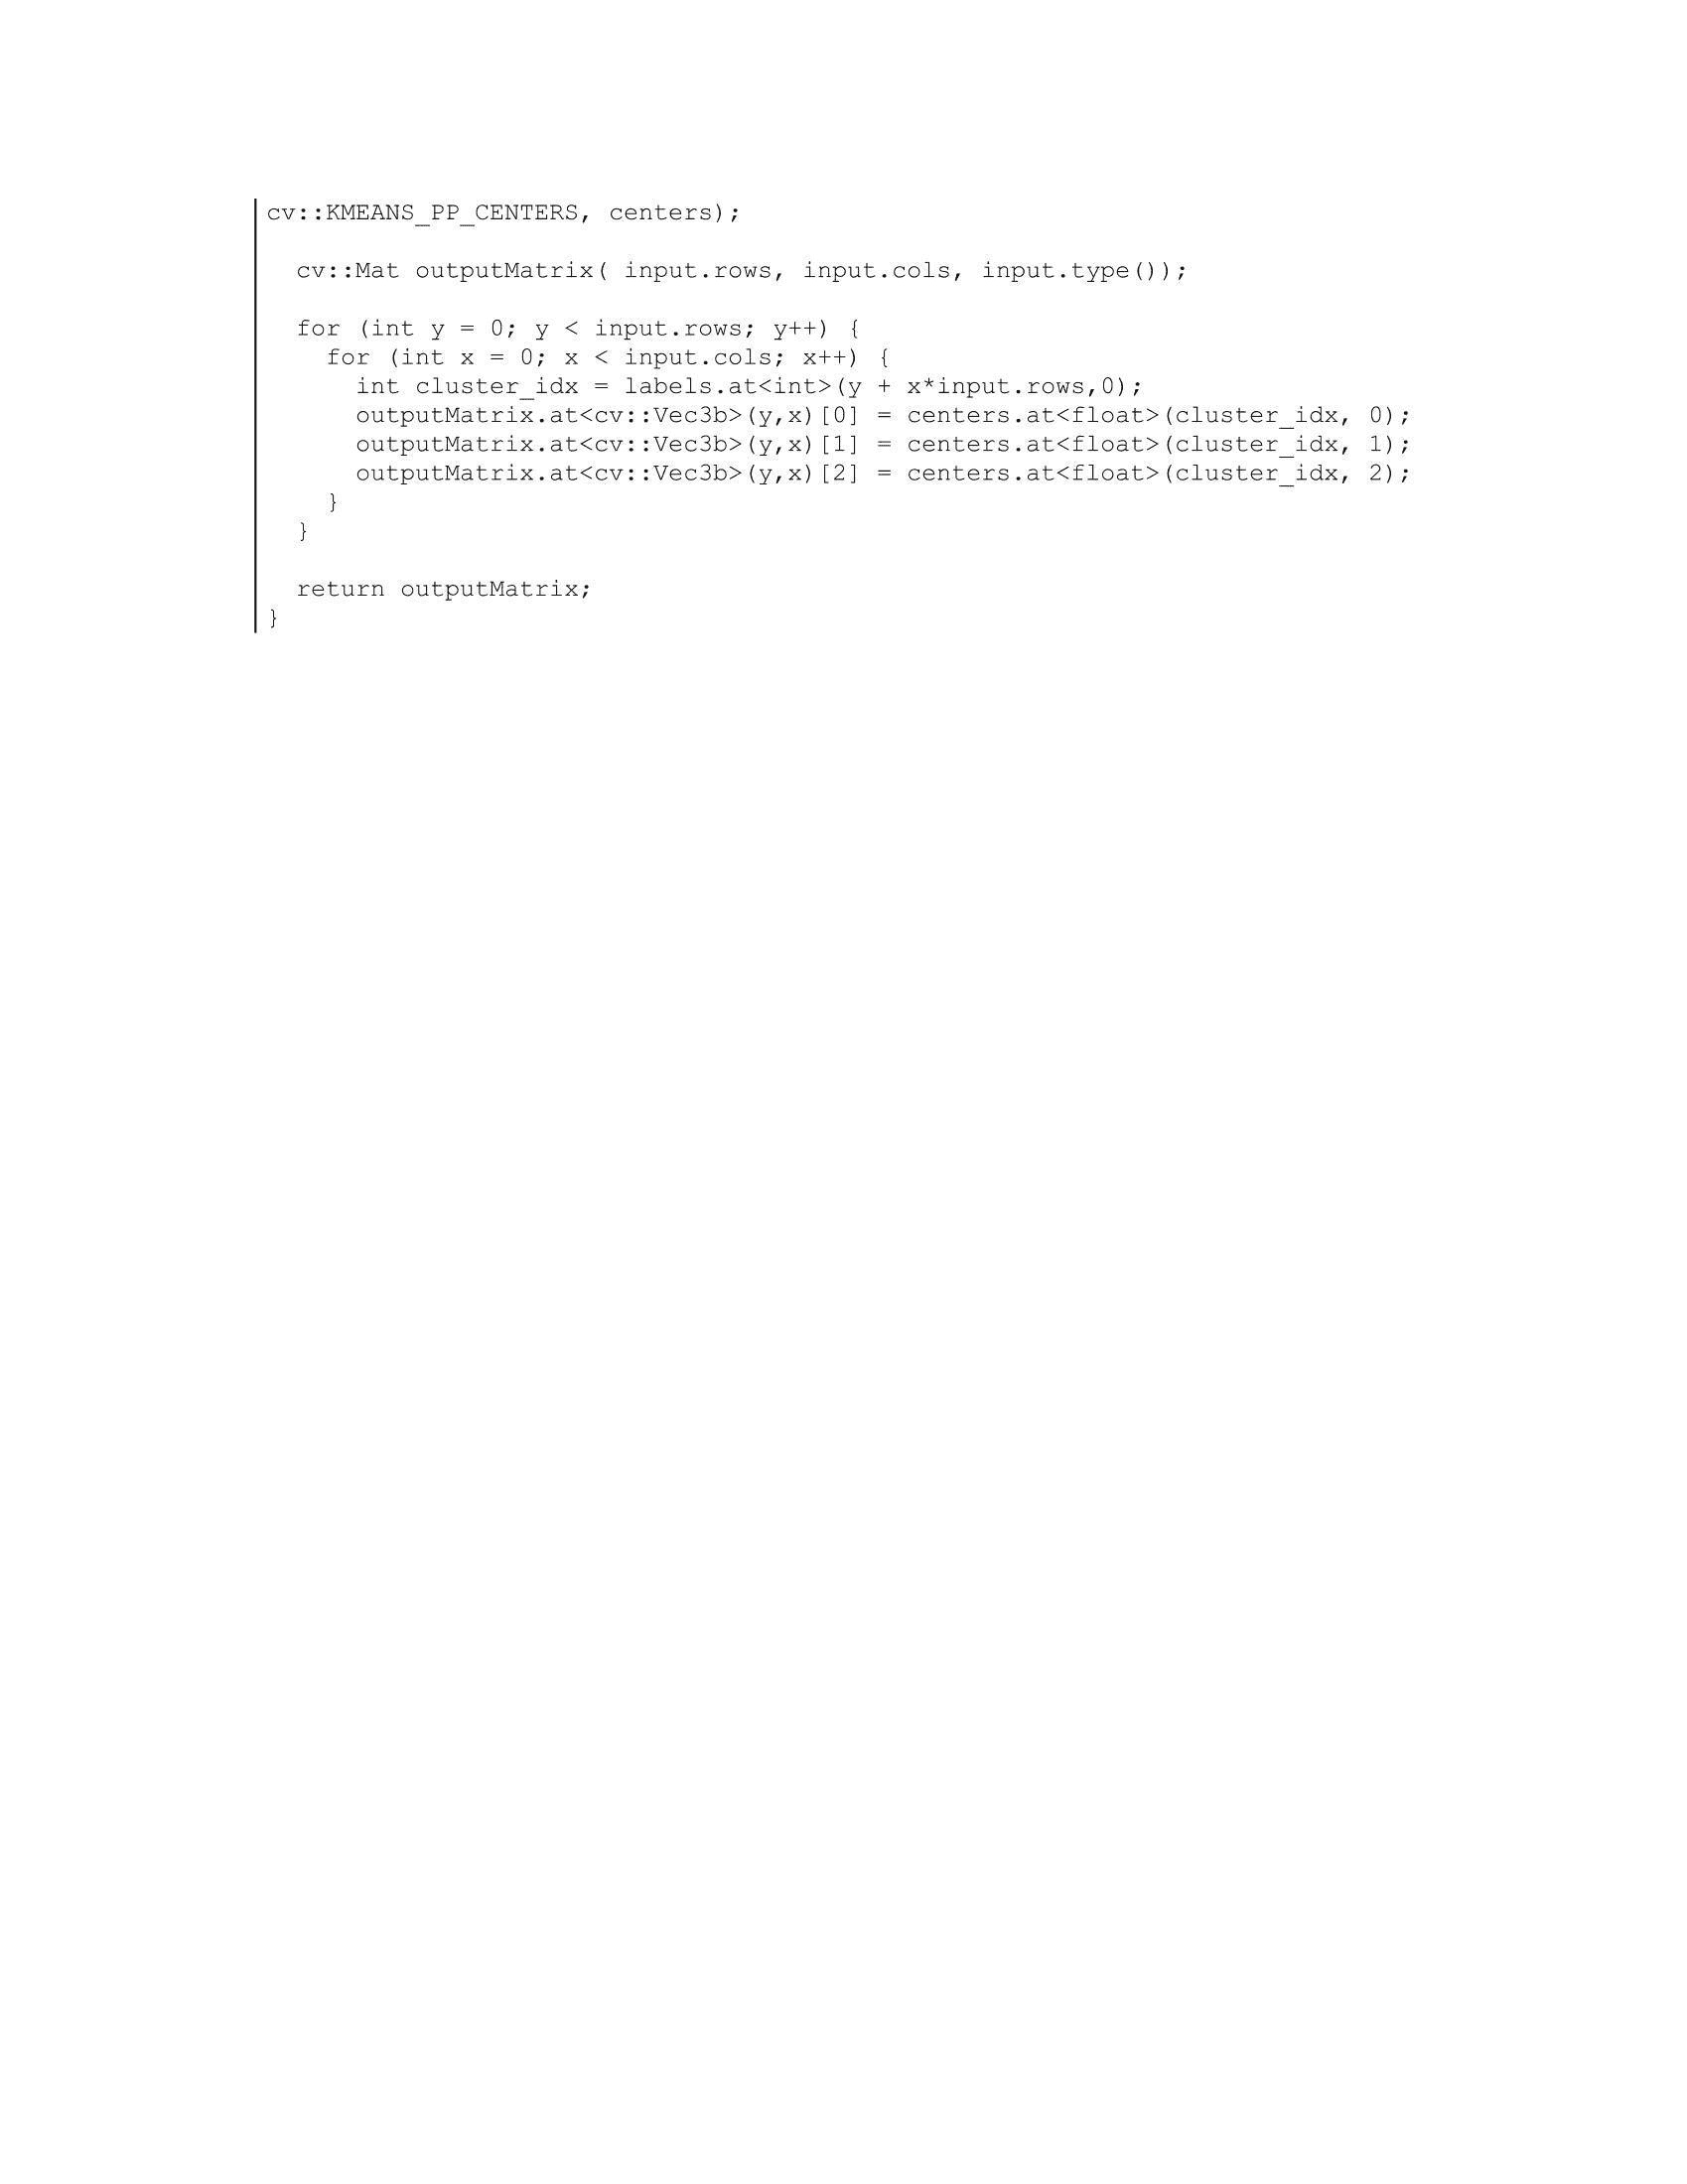 cv::KMEANS_PP_CENTERS, centers);
  cv::Mat outputMatrix( input.rows, input.cols, input.type());
  for (int y = 0; y < input.rows; y++) {
    for (int x = 0; x < input.cols; x++) {
      int cluster_idx = labels.at<int>(y + x*input.rows,0);
      outputMatrix.at<cv::Vec3b>(y,x)[0] = centers.at<float>(cluster_idx, 0);
      outputMatrix.at<cv::Vec3b>(y,x)[1] = centers.at<float>(cluster_idx, 1);
      outputMatrix.at<cv::Vec3b>(y,x)[2] = centers.at<float>(cluster_idx, 2);
    }
  }
  return outputMatrix;
}